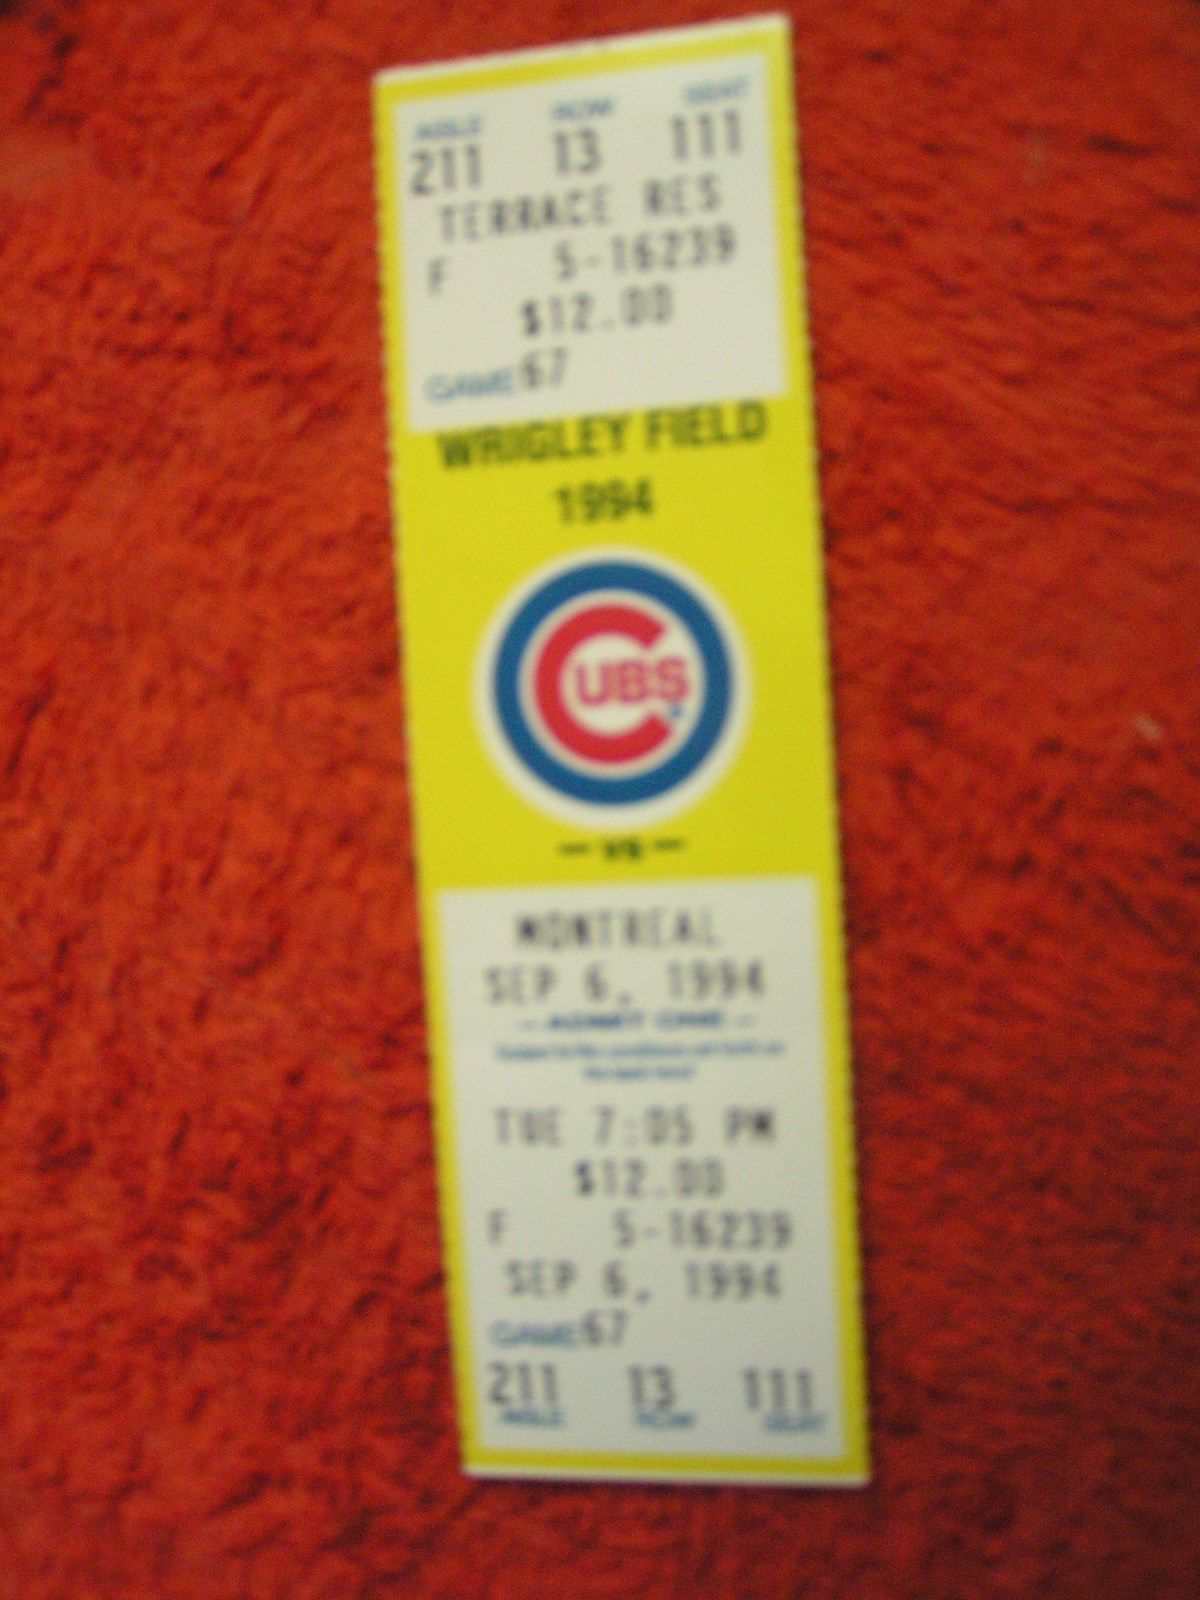 AISLE ROW SEAT
211 13 111
TERRACE RES
F 5-16239
$12.00
GAME 67
WRIGLEY FIELD
1994
CUBS
— VS —
MONTREAL
SEP 6, 1994
— ADMIT ONE —
TUE 7:05 PM
$12.00
F 5-16239
SEP 6, 1994
GAME 67
211 13 111
AISLE ROW SEAT